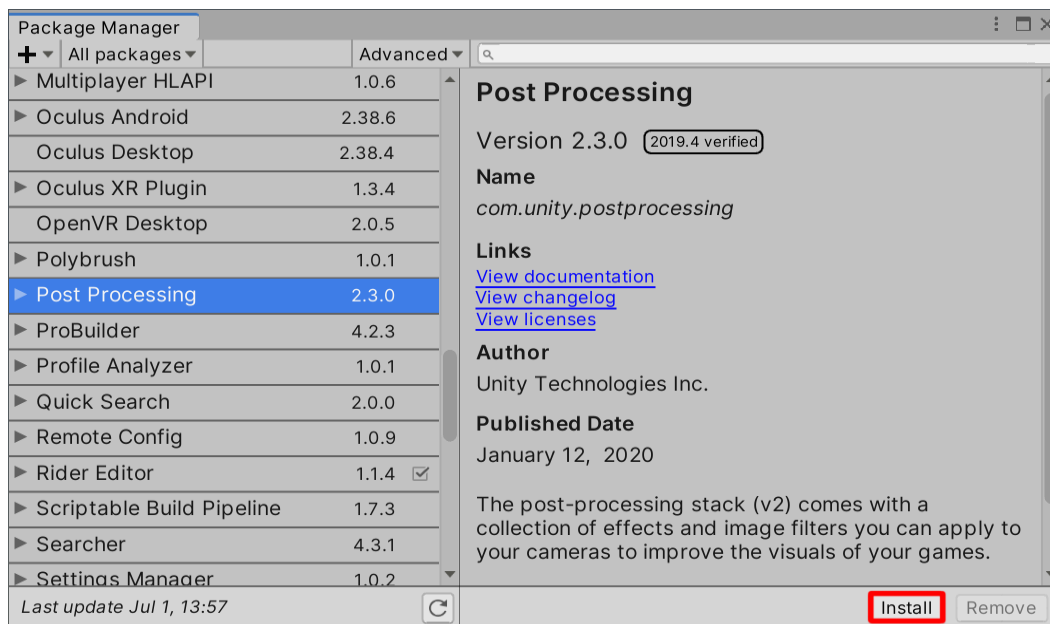 Package Manager
All packages
Advanced
Multiplayer HLAPI 1.0.6
Oculus Android 2.38.6
Oculus Desktop 2.38.4
Oculus XR Plugin 1.3.4
OpenVR Desktop 2.0.5
Polybrush 1.0.1
Post Processing 2.3.0
ProBuilder 4.2.3
Profile Analyzer 1.0.1
Quick Search 2.0.0
Remote Config 1.0.9
Rider Editor 1.1.4
Scriptable Build Pipeline 1.7.3
Searcher 4.3.1
Settings Manager 1.0.2
Last update Jul 1, 13:57
Post Processing
Version 2.3.0 2019.4 verified
Name
com.unity.postprocessing
Links
View documentation
View changelog
View licenses
Author
Unity Technologies Inc.
Published Date
January 12, 2020
The post-processing stack (v2) comes with a
collection of effects and image filters you can apply to
your cameras to improve the visuals of your games.
Install Remove